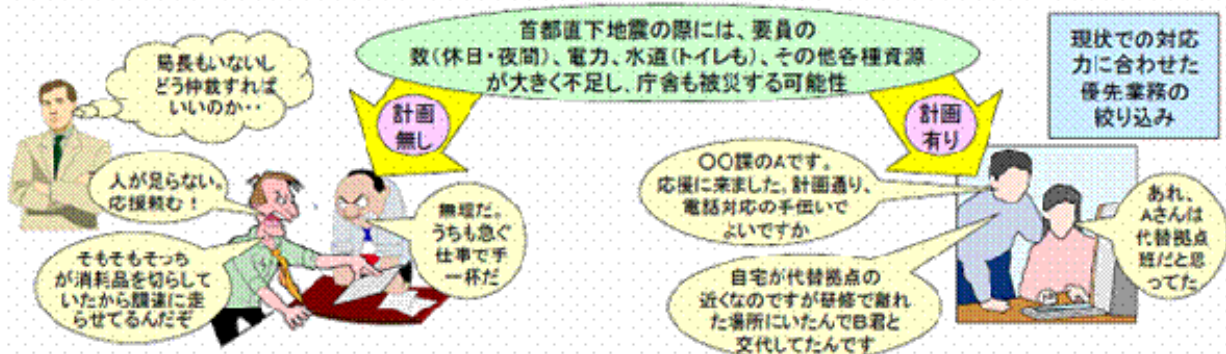 首都直下地震の際には、要員の
数(休日・夜間)、電力、水道(トイレも)、その他各種資源
が大きく不足し、庁舎も被災する可能性
局長もいないし
どう仲裁すれば
いいのか‥
計画
無し
人が足らない。
応援頼む！
無理だ。
うちも急ぐ
仕事で手
一杯だ
そもそもそっち
が消耗品を切らして
いたから調達に走
らせてるんだぞ
計画
有り
現状での対応
力に合わせた
優先業務の
絞り込み
〇〇課のAです。
応援に来ました。計画通り、
電話対応の手伝いで
よいですか
あれ、
Aさんは
代替拠点
班だと思
ってた
自宅が代替拠点の
近くなのですが研修で離れ
た場所にいたんでB君と
交代してたんです